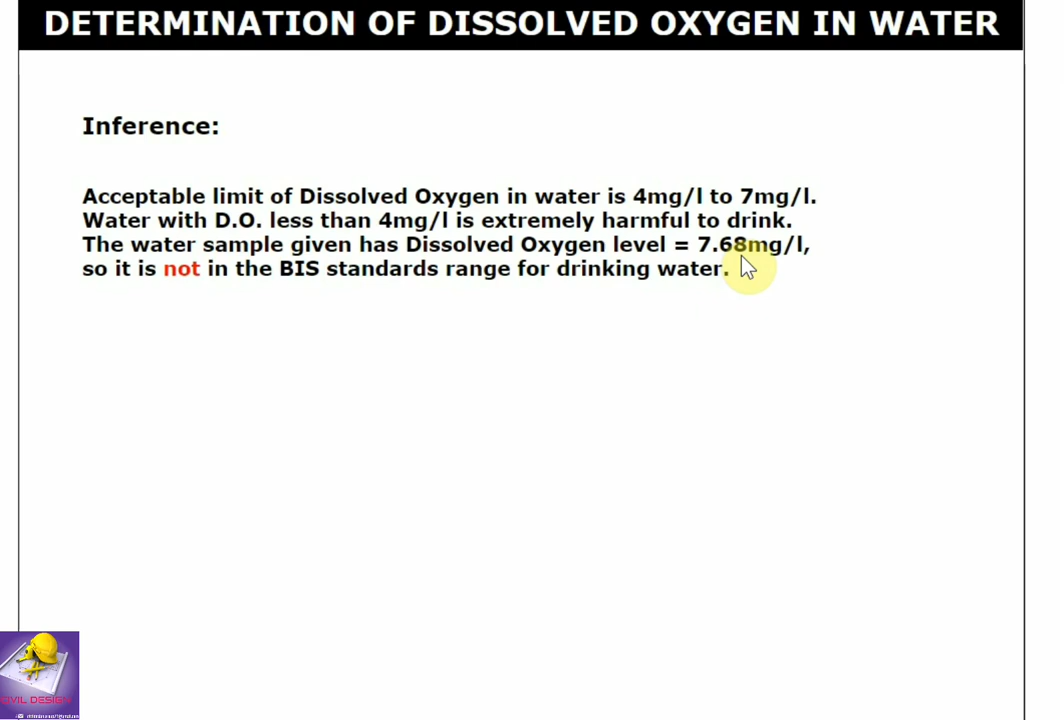 DETERMINATION OF DISSOLVED OXYGEN IN WATER
Inference:
Acceptable limit of Dissolved Oxygen in water is 4mg/l to 7mg/l.
Water with D.O. less than 4mg/l is extremely harmful to drink.
The water sample given has Dissolved Oxygen level = 7.68mg/l,
so it is not in the BIS standards range for drinking water.
CIVIL DESIGN